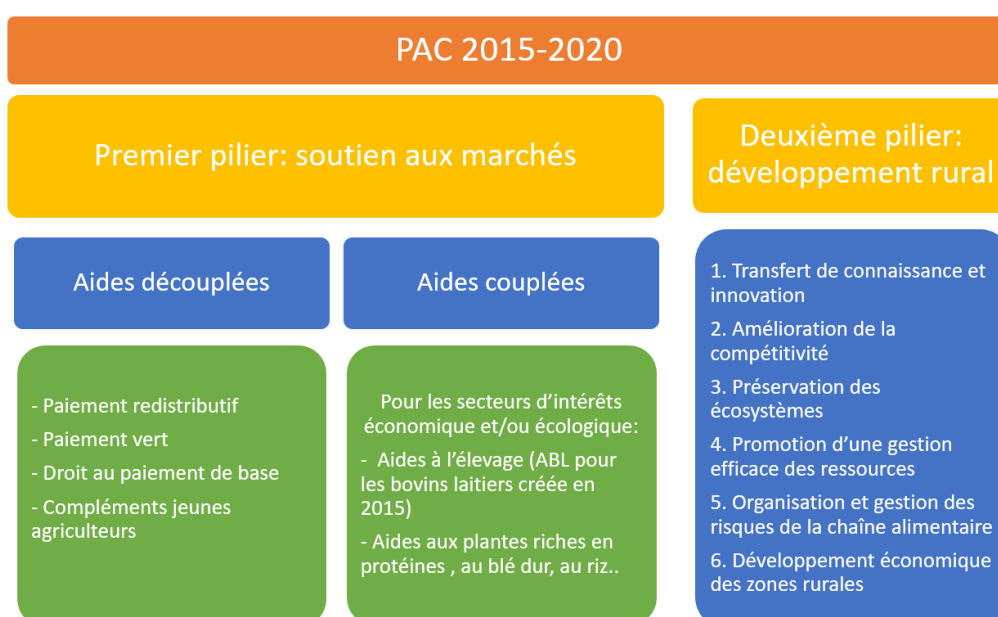 PAC 2015-2020
Premier pilier: soutien aux marchés
Deuxième pilier:
développement rural
Aides découplées
Aides couplées
- Paiement redistributif
- Paiement vert
- Droit au paiement de base
- Compléments jeunes
agriculteurs
Pour les secteurs d’intérêts
économique et/ou écologique:
- Aides à l’élevage (ABL pour
les bovins laitiers créée en
2015)
- Aides aux plantes riches en
protéines , au blé dur, au riz..
1. Transfert de connaissance et
innovation
2. Amélioration de la
compétitivité
3. Préservation des
écosystèmes
4. Promotion d’une gestion
efficace des ressources
5. Organisation et gestion des
risques de la chaîne alimentaire
6. Développement économique
des zones rurales